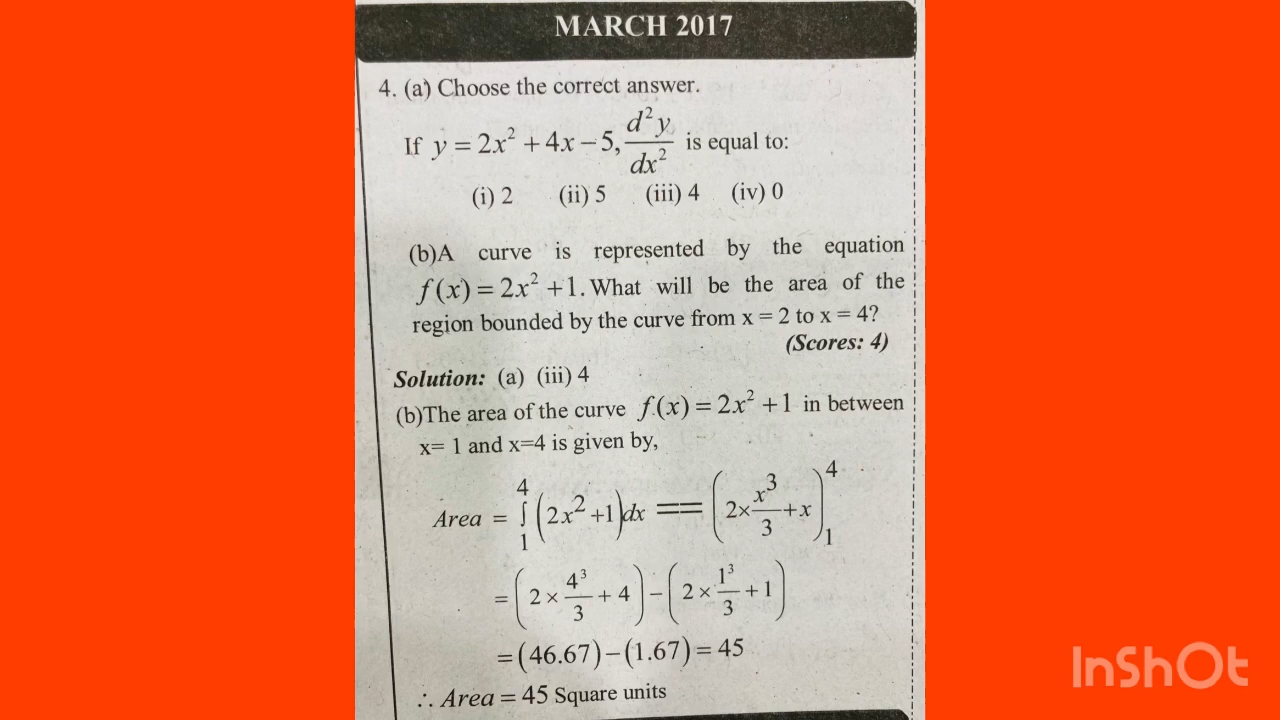 MARCH 2017
4. (a) Choose the correct answer.
If y = 2x² + 4x – 5, d²y/dx² is equal to:
(i) 2 (ii) 5 (iii) 4 (iv) 0
(b)A curve is represented by the equation
f(x) = 2x² + 1. What will be the area of the
region bounded by the curve from x = 2 to x = 4?
(Scores: 4)
Solution: (a) (iii) 4
(b)The area of the curve f(x) = 2x² + 1 in between
x= 1 and x=4 is given by,
Area = ∫₁⁴ (2x² +1)dx == (2× x³/3 +x)₁⁴
= (2 × 4³/3 + 4) – (2 × 1³/3 + 1)
= (46.67) – (1.67) = 45
∴ Area = 45 Square units
InShOt